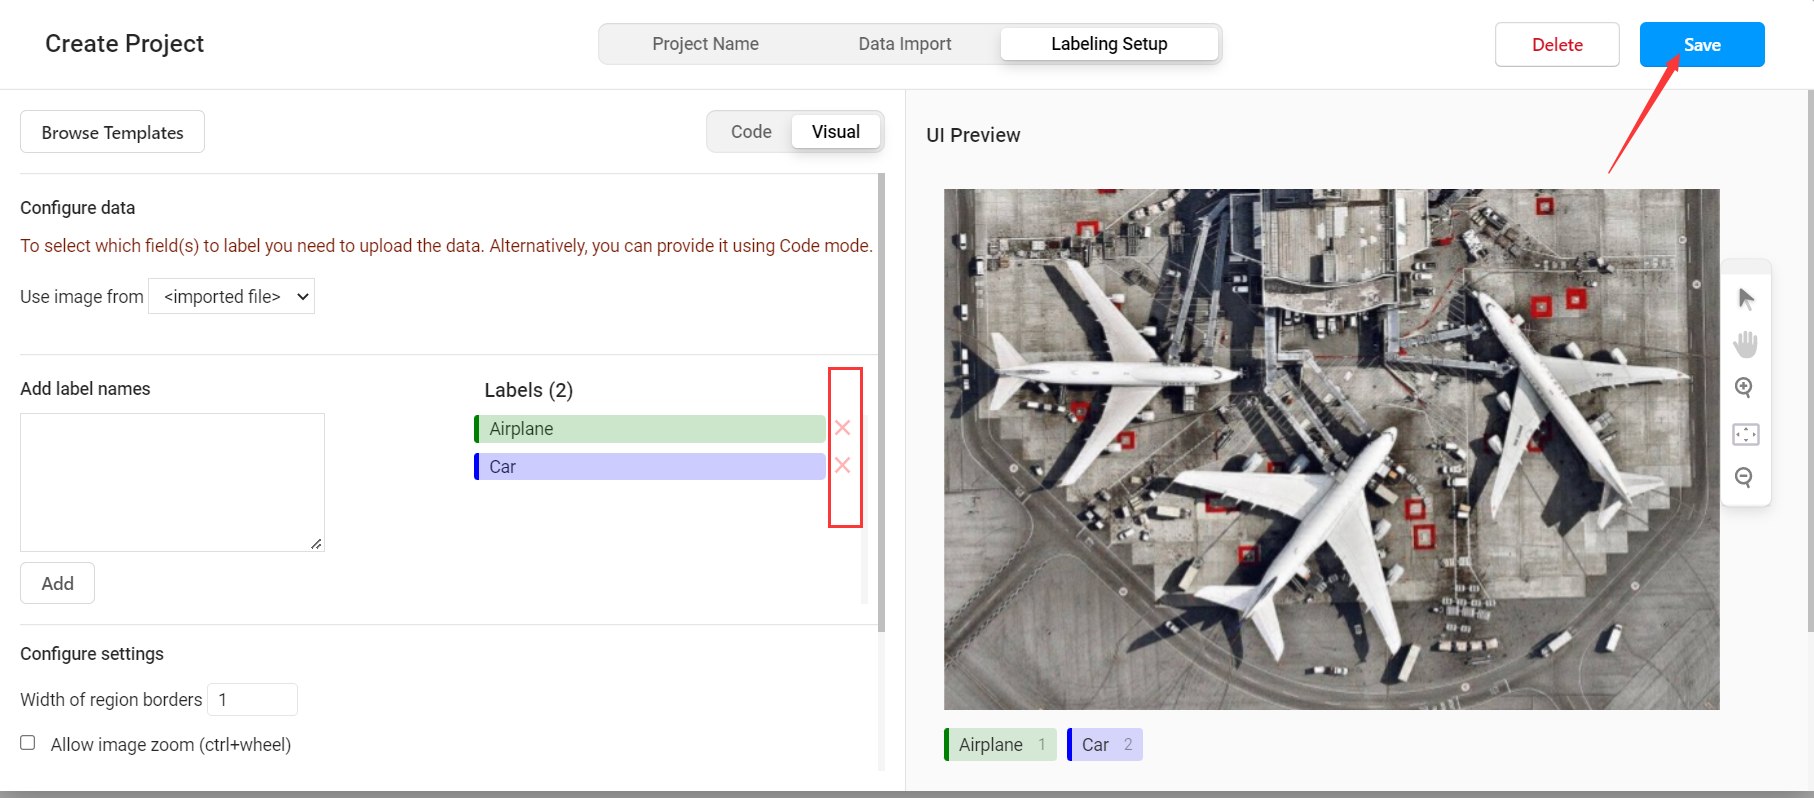 Create Project
Project Name
Data Import
Labeling Setup
Delete
Save
Browse Templates
Code
Visual
UI Preview
Configure data
To select which field(s) to label you need to upload the data. Alternatively, you can provide it using Code mode.
Use image from <imported file>
Add label names
Labels (2)
Airplane
Car
Add
Configure settings
Width of region borders 1
Allow image zoom (ctrl+wheel)
Airplane 1 Car 2